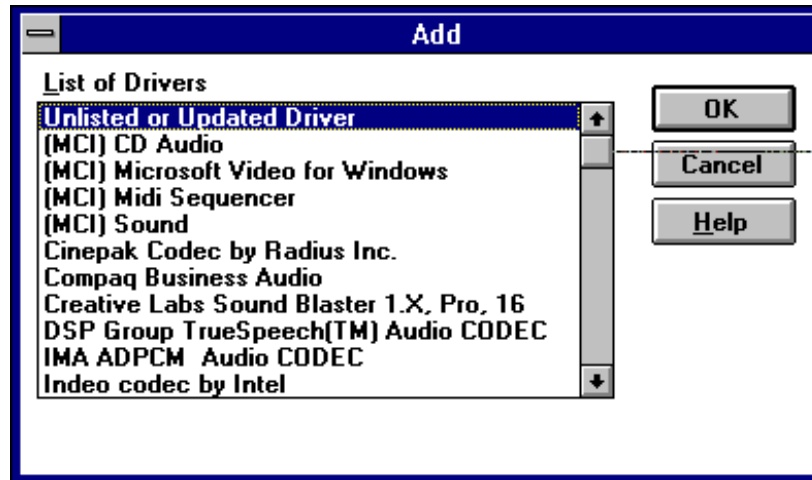 Add
List of Drivers
Unlisted or Updated Driver
(MCI) CD Audio
(MCI) Microsoft Video for Windows
(MCI) Midi Sequencer
(MCI) Sound
Cinepak Codec by Radius Inc.
Compaq Business Audio
Creative Labs Sound Blaster 1.X, Pro, 16
DSP Group TrueSpeech(TM) Audio CODEC
IMA ADPCM  Audio CODEC
Indeo codec by Intel
OK
Cancel
Help